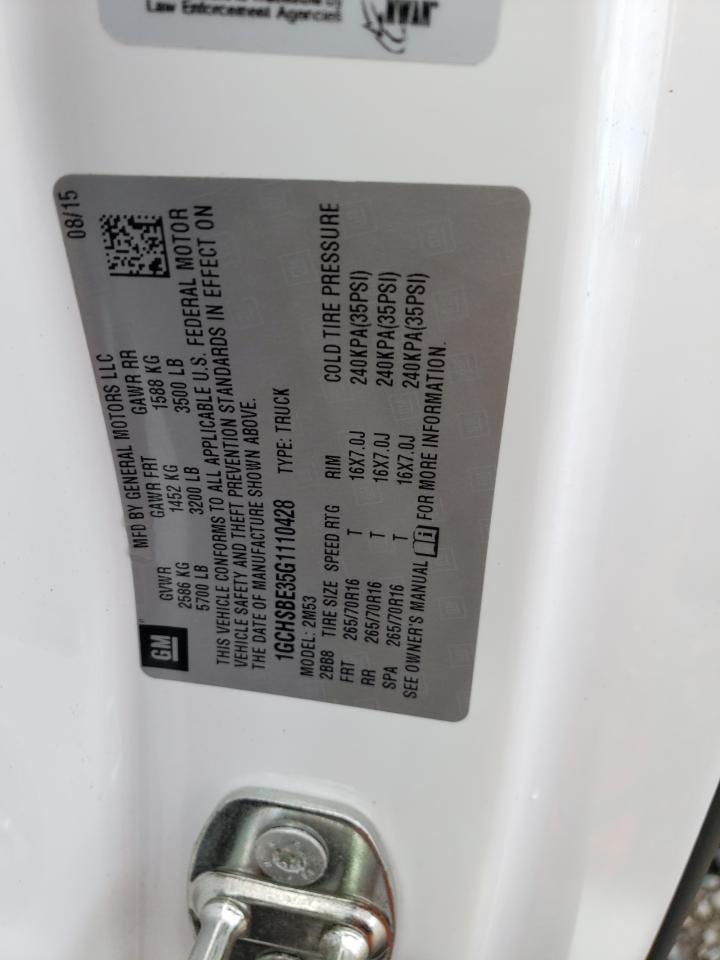 Law Enforcement Agencies
MFD BY GENERAL MOTORS LLC
08/15
GVWR GAWR FRT GAWR RR
2586 KG 1452 KG 1588 KG
5700 LB 3200 LB 3500 LB
GM
THIS VEHICLE CONFORMS TO ALL APPLICABLE U.S. FEDERAL MOTOR
VEHICLE SAFETY AND THEFT PREVENTION STANDARDS IN EFFECT ON
THE DATE OF MANUFACTURE SHOWN ABOVE.
1GCHSBE35G1110428 TYPE: TRUCK
MODEL: 2M53
2BB8 TIRE SIZE SPEED RTG RIM COLD TIRE PRESSURE
FRT 265/70R16 T 16X7.0J 240KPA(35PSI)
RR 265/70R16 T 16X7.0J 240KPA(35PSI)
SPA 265/70R16 T 16X7.0J 240KPA(35PSI)
SEE OWNER'S MANUAL FOR MORE INFORMATION.